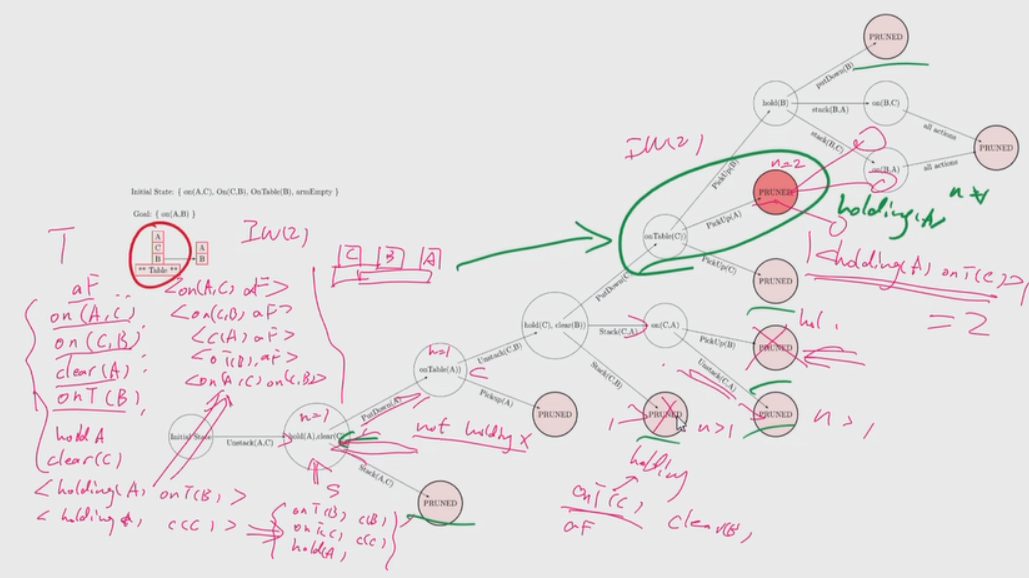 Initial State: { on(A,C), On(C,B), OnTable(B), armEmpty }
Goal: { on(A,B) }
A
C
B
** Table **
A
B
T
IW(2)
aF
on(A,C)
on(C,B)
clear(A)
onT(B)
hold A
clear(C)
<on(A,C) aF>
<on(C,B) aF>
<c(A) aF>
<oT(B), aF>
<on(A,C) on(C,B)>
<holding(A) onT(B)>
<holding A, c(C)>
C B A
Initial State
Unstack(A,C)
n=1
hold(A),clear(C)
PutDown(A)
Stack(A,C)
PRUNED
S
onT(B) c(B)
hold(A)
n=1
onTable(A))
Unstack(C,B)
Pickup(A)
PRUNED
not holding x
hold(C), clear(B))
PutDown(C)
Stack(C,A)
Stack(C,B)
PRUNED
n>1
holding
onT(C)
aF
clear(B)
on(C,A)
PickUp(B)
PRUNED
Unstack(C,A)
PRUNED
n>1
IW(2)
onTable(C))
PickUp(B)
PickUp(A)
PickUp(C)
n=2
PRUNED
PRUNED
hold(B)
putDown(B)
stack(B,A)
stack(B,C)
PRUNED
on(B,C)
on(B,A)
all actions
all actions
PRUNED
holding(A)
<holding(A) onT(C)>
=2